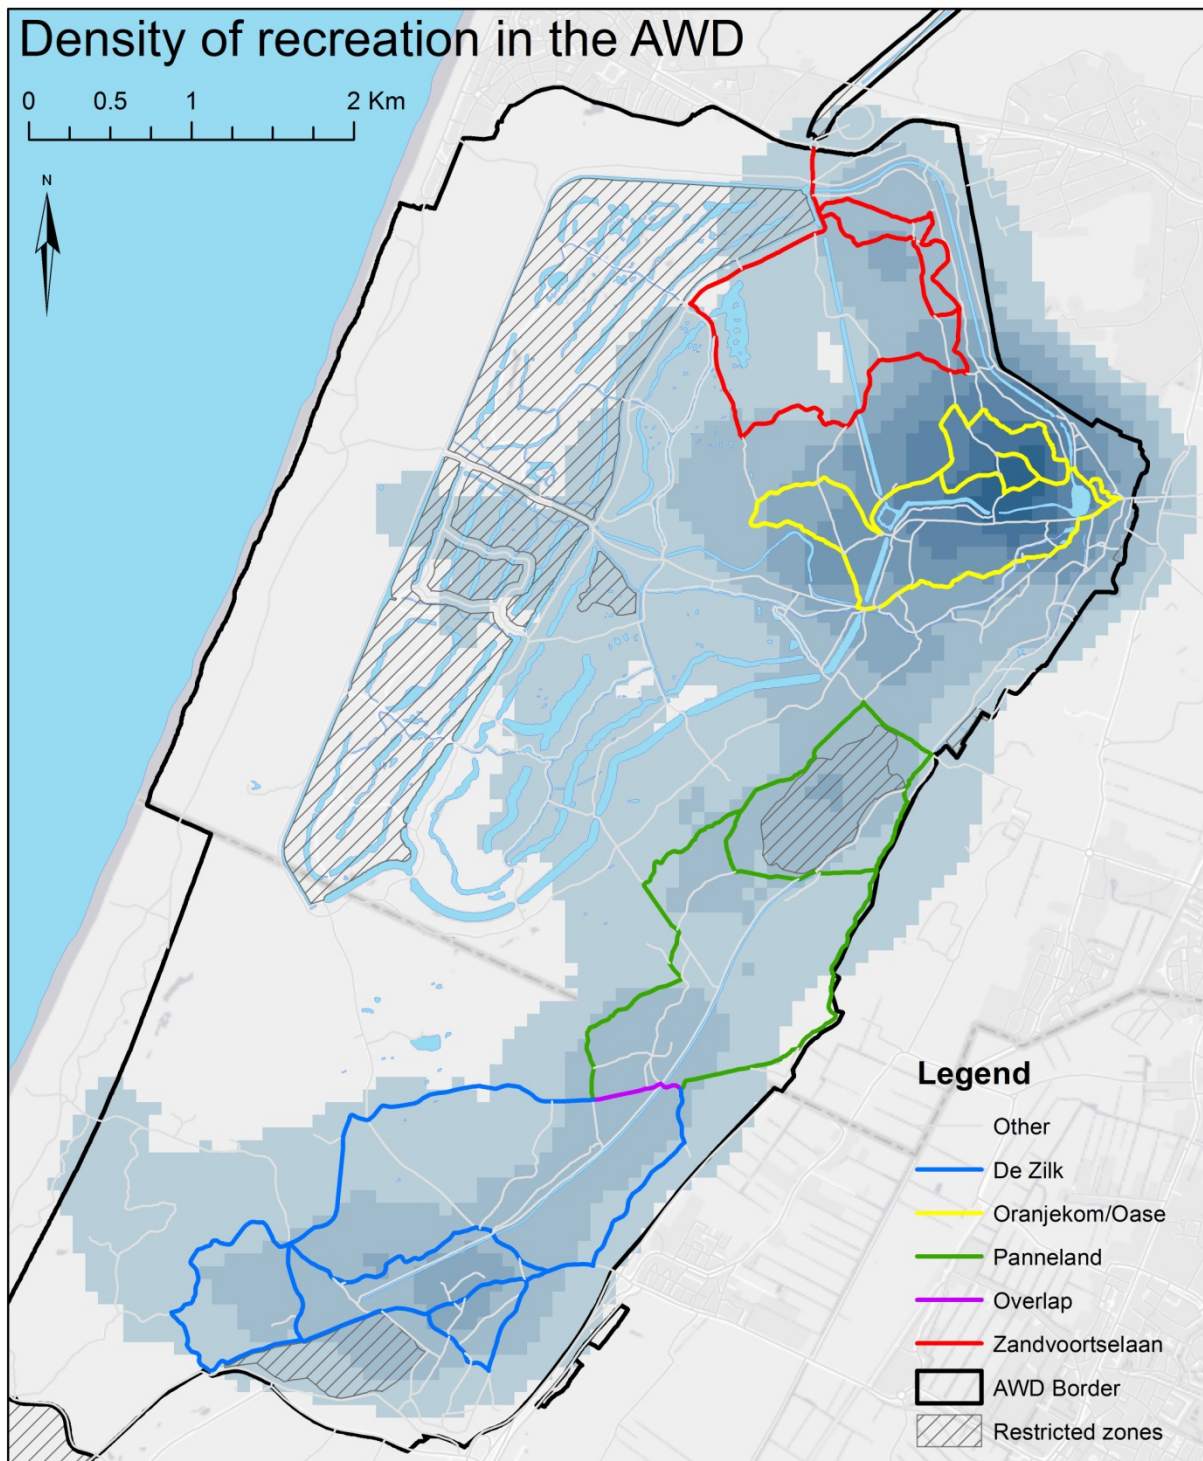 Density of recreation in the AWD
0 0.5 1 2 Km
N
Legend
Other
De Zilk
Oranjekom/Oase
Panneland
Overlap
Zandvoortselaan
AWD Border
Restricted zones